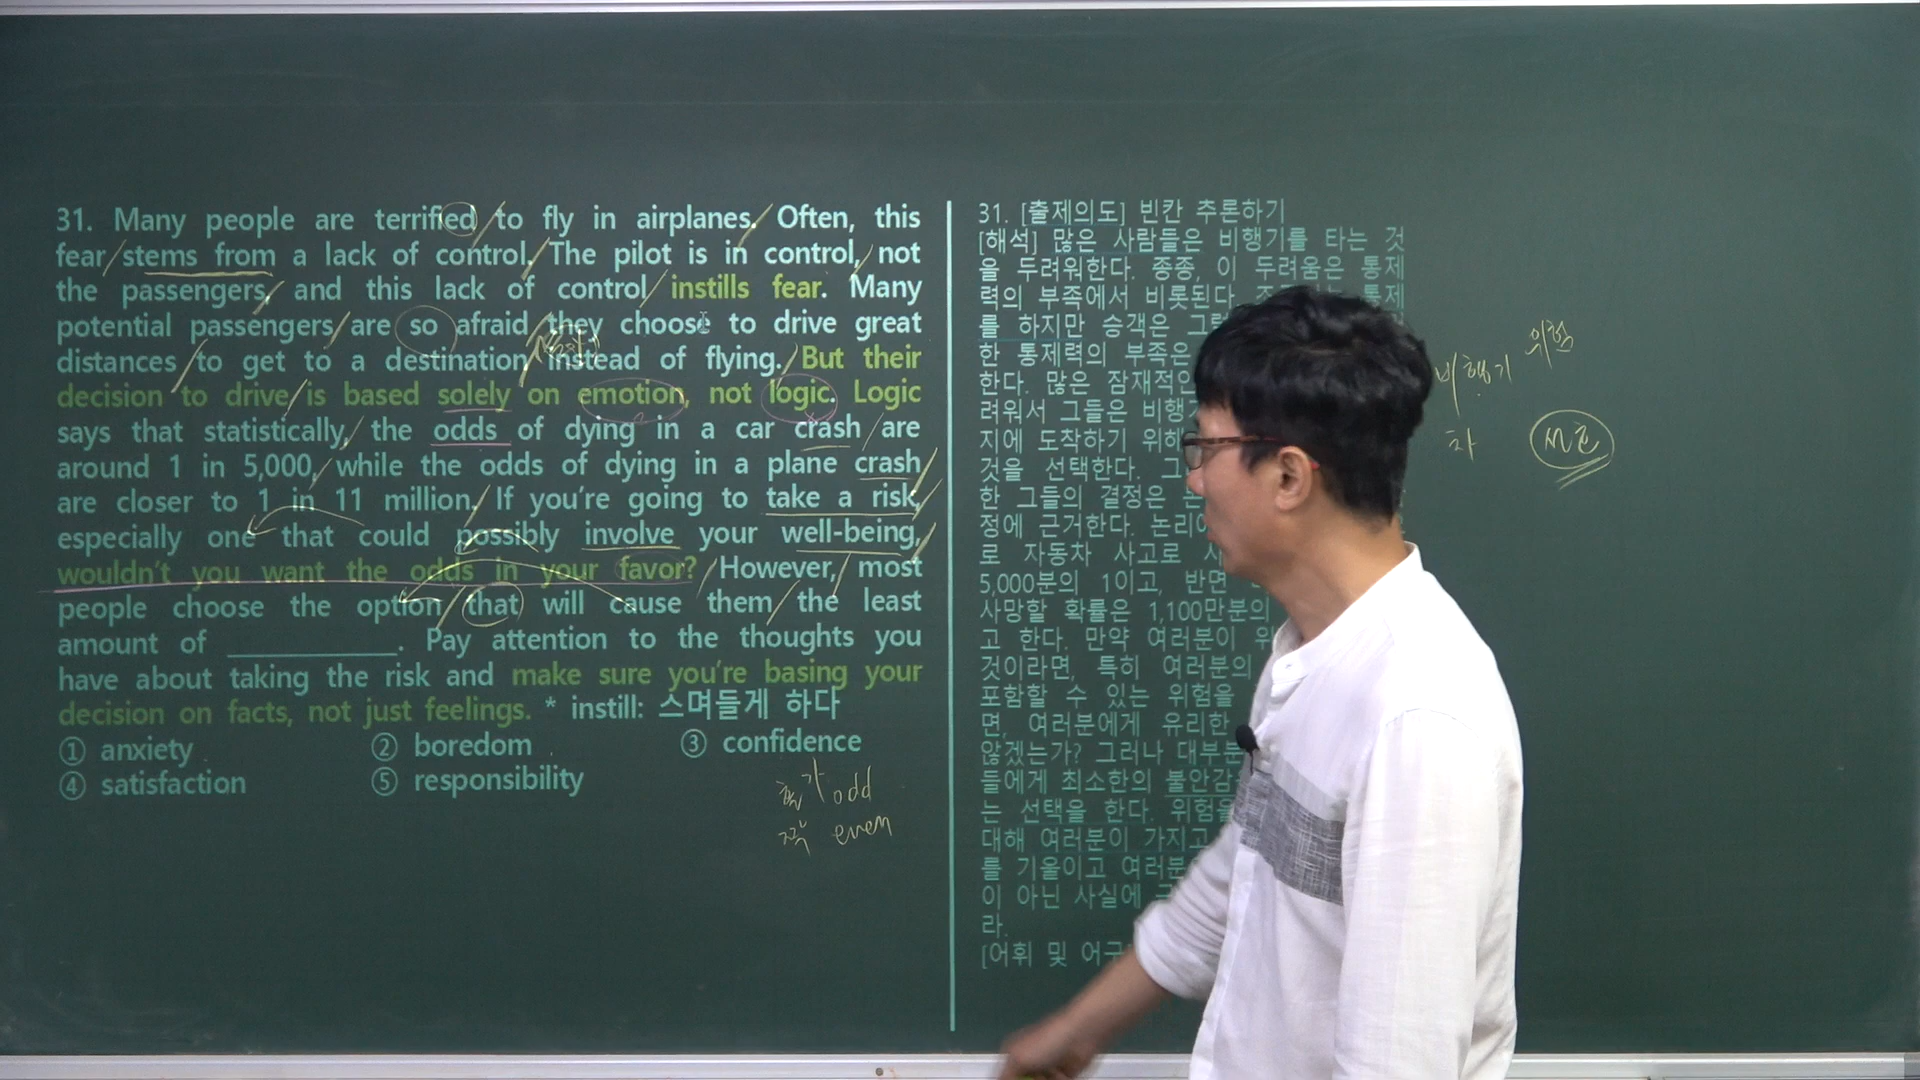 31. Many people are terrified to fly in airplanes. Often, this
fear stems from a lack of control. The pilot is in control, not
the passengers, and this lack of control instills fear. Many
potential passengers are so afraid they choose to drive great
distances to get to a destination instead of flying. But their
decision to drive is based solely on emotion, not logic. Logic
says that statistically, the odds of dying in a car crash are
around 1 in 5,000, while the odds of dying in a plane crash
are closer to 1 in 11 million. If you're going to take a risk,
especially one that could possibly involve your well-being,
wouldn't you want the odds in your favor? However, most
people choose the option that will cause them the least
amount of ____________. Pay attention to the thoughts you
have about taking the risk and make sure you're basing your
decision on facts, not just feelings. * instill: 스며들게 하다
① anxiety ② boredom ③ confidence
④ satisfaction ⑤ responsibility
odd
even
31. [출제의도] 빈칸 추론하기
[해석] 많은 사람들은 비행기를 타는 것
을 두려워한다. 종종, 이 두려움은 통제
력의 부족에서 비롯된다. 통제
를 하지만 승객은
한 통제력의 부족은
한다. 많은 잠재적인
려워서 그들은
지에 도착하기 위해
것을 선택한다.
한 그들의 결정은
정에 근거한다.
로 자동차 사고로
5,000분의 1이고, 반면
사망할 확률은 1,100만분의
고 한다. 만약 여러분이
것이라면, 특히 여러분의
포함할 수 있는 위험을
면, 여러분에게 유리한
않겠는가? 그러나
들에게 최소한의 불안감
는 선택을 한다. 위험을
대해 여러분이 가지고
를 기울이고
이 아닌 사실에
라.
[어휘 및
비행기 위험
차